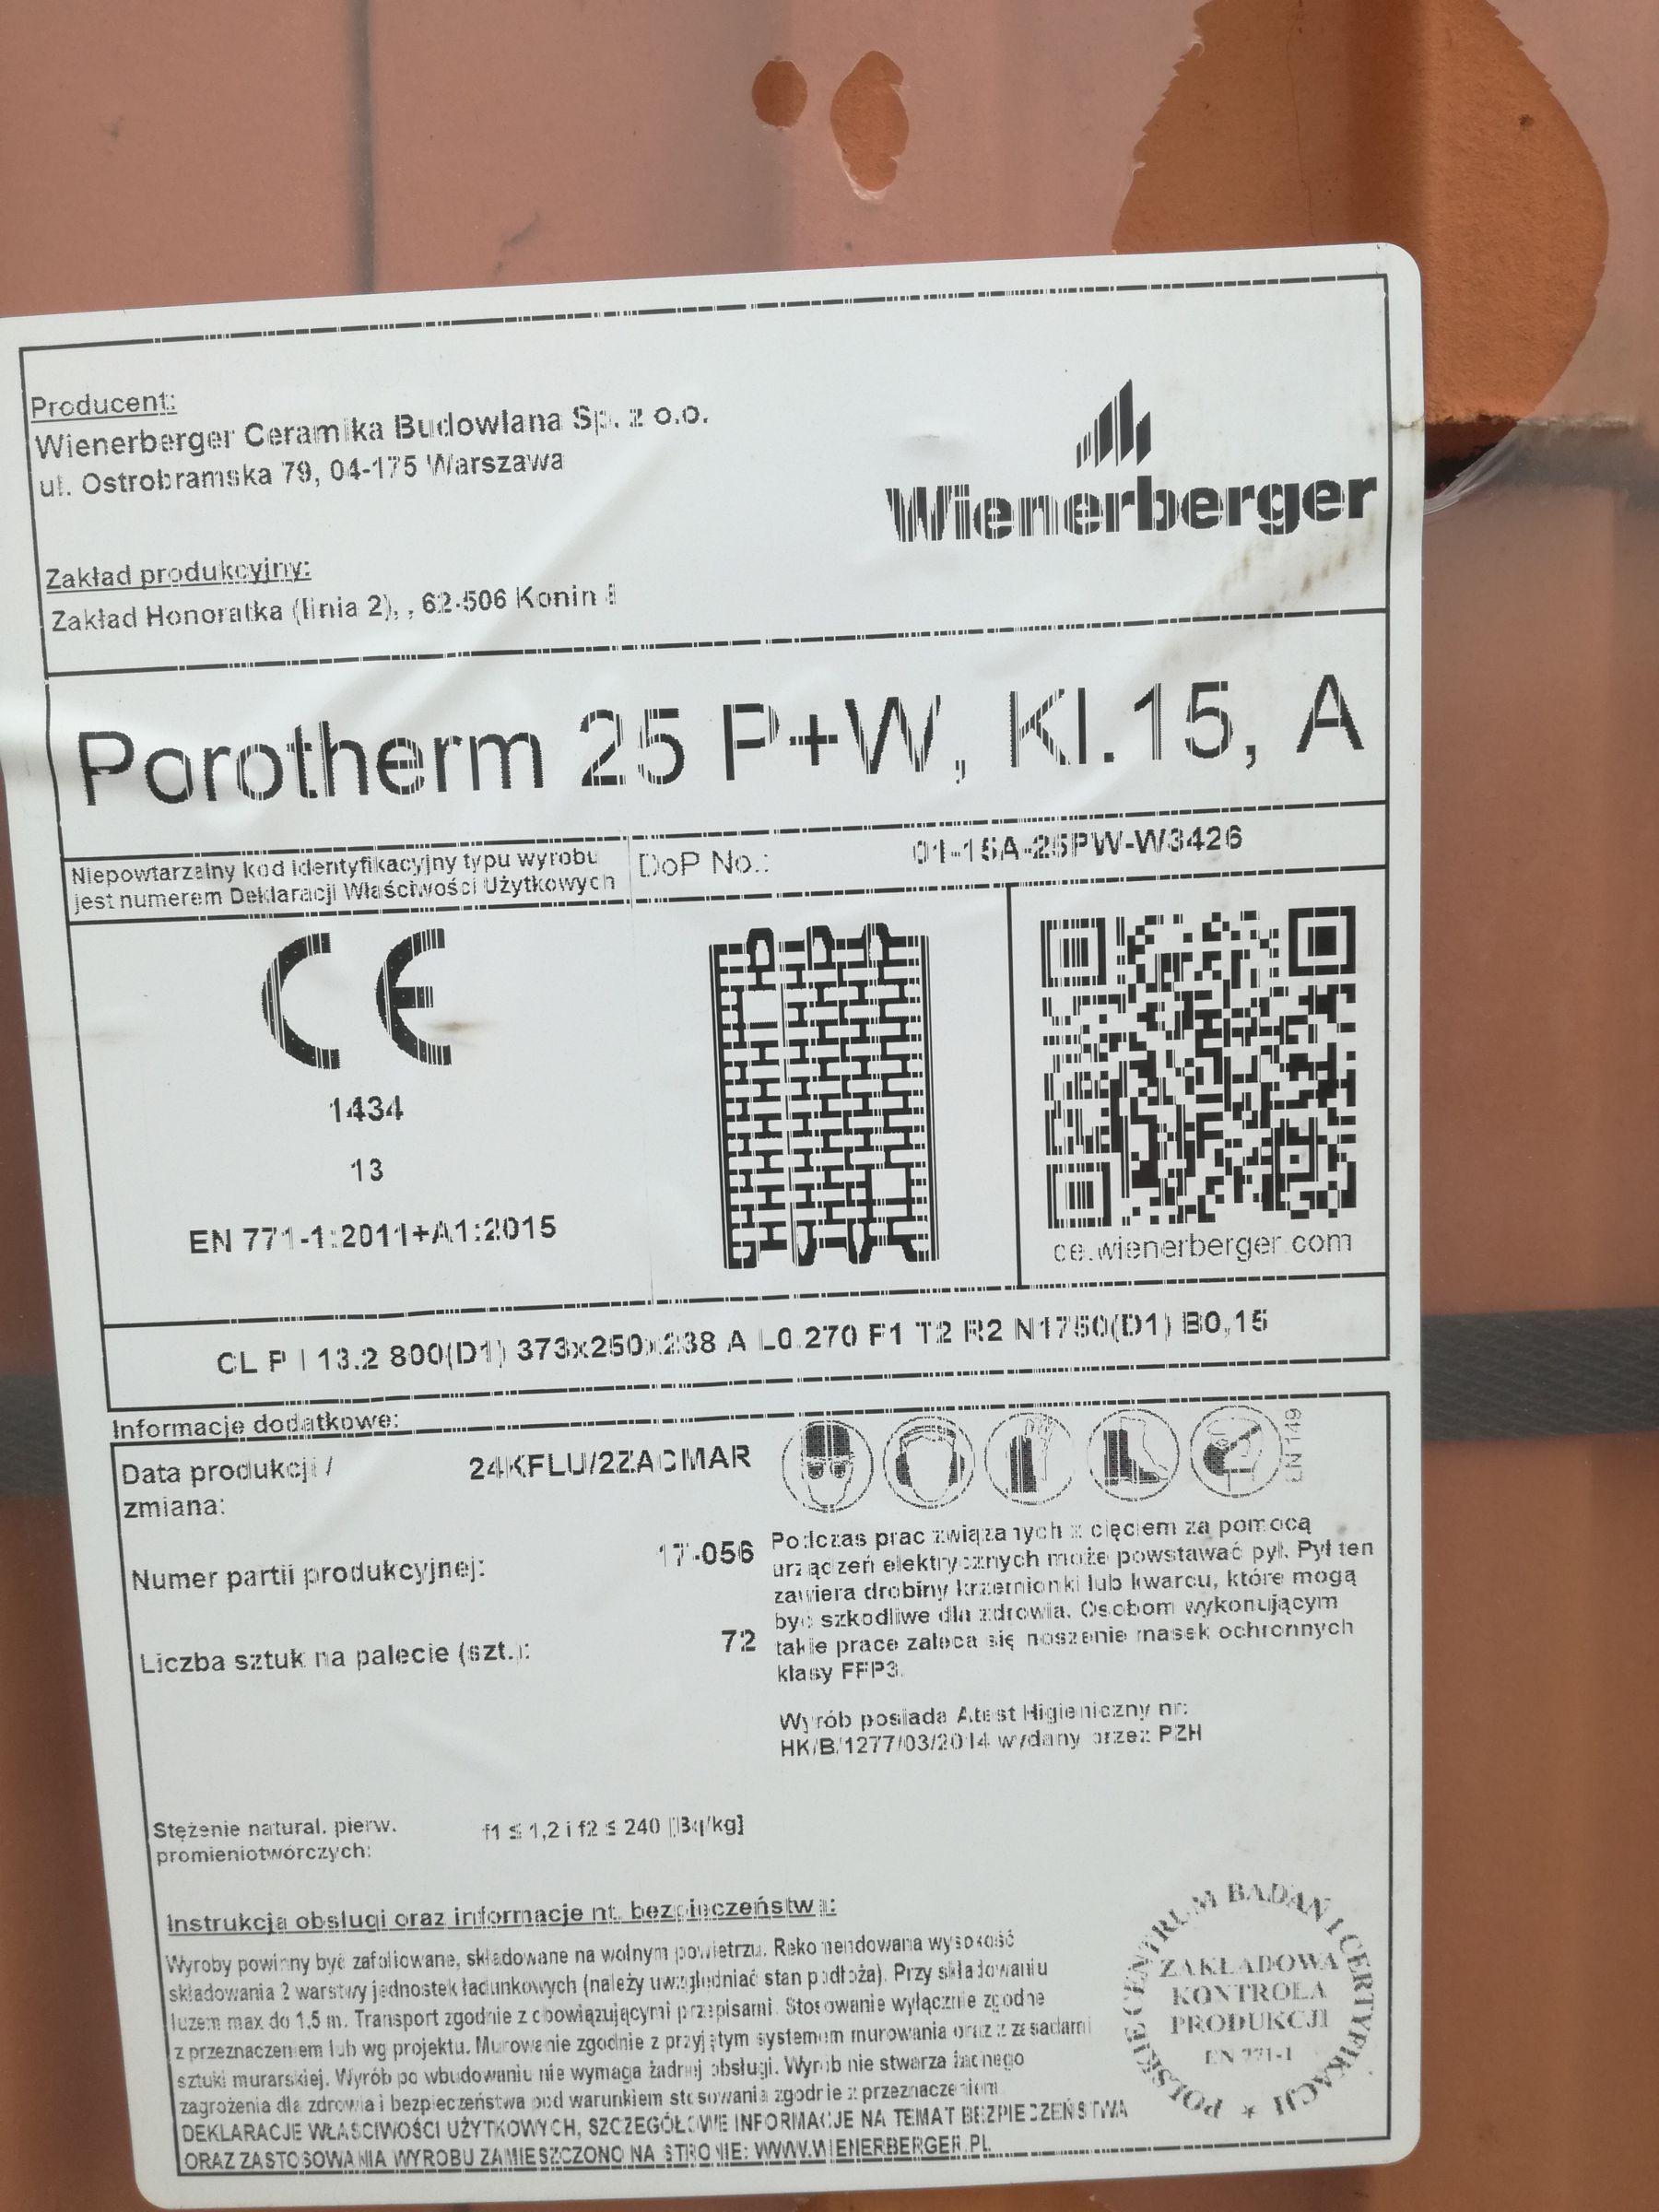 Producent:
Wienerberger Ceramika Budowlana Sp. z o.o.
ul. Ostrobramska 79, 04-175 Warszawa
Wienerberger
Zakład produkcyjny:
Zakład Honoratka (linia 2), , 62-506 Konin
Porotherm 25 P+W, Kl.15, A
Niepowtarzalny kod identyfikacyjny typu wyrobu
jest numerem Deklaracji Właściwości Użytkowych
DoP No.: 01-15A-25PW-W3426
CE
1434
13
EN 771-1:2011+A1:2015
ce.wienerberger.com
CL P I 13.2 800(D1) 373x250x238 A L0.270 F1 T2 R2 N1750(D1) B0,15
Informacje dodatkowe:
Data produkcji / 24KFLU/2ZACMAR
zmiana:
Numer partii produkcyjnej: 17-056
Liczba sztuk na palecie (szt.): 72
EN 149
Podczas prac związanych z cięciem za pomocą
urządzeń elektrycznych może powstawać pył. Pył ten
zawiera drobiny krzemionki lub kwarcu, które mogą
być szkodliwe dla zdrowia. Osobom wykonującym
takie prace zaleca się noszenie masek ochronnych
klasy FFP3.
Wyrób posiada Atest Higieniczny nr:
HK/B/1277/03/2014 wydany przez PZH
Stężenie natural. pierw. f1 ≤ 1,2 i f2 ≤ 240 [Bq/kg]
promieniotwórczych:
Instrukcja obsługi oraz informacje nt. bezpieczeństwa:
Wyroby powinny być zafoliowane, składowane na wolnym powietrzu. Rekomendowana wysokość
składowania 2 warstwy jednostek ładunkowych (należy uwzględniać stan podłoża). Przy składowaniu
luzem max do 1,5 m. Transport zgodnie z obowiązującymi przepisami. Stosowanie wyłącznie zgodne
z przeznaczeniem lub wg projektu. Murowanie zgodnie z przyjętym systemem murowania oraz z zasadami
sztuki murarskiej. Wyrób po wbudowaniu nie wymaga żadnej obsługi. Wyrób nie stwarza żadnego
zagrożenia dla zdrowia i bezpieczeństwa pod warunkiem stosowania zgodnie z przeznaczeniem.
DEKLARACJE WŁAŚCIWOŚCI UŻYTKOWYCH, SZCZEGÓŁOWE INFORMACJE NA TEMAT BEZPIECZEŃSTWA
ORAZ ZASTOSOWANIA WYROBU ZAMIESZCZONO NA STRONIE: WWW.WIENERBERGER.PL
POLSKIE CENTRUM BADAŃ I CERTYFIKACJI
ZAKŁADOWA
KONTROLA
PRODUKCJI
EN 771-1